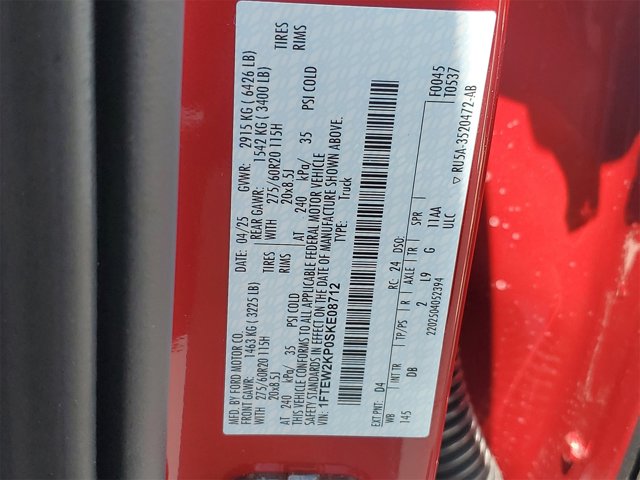 MFD. BY FORD MOTOR CO. DATE: 04/25 GVWR: 2915 KG ( 6426 LB)
FRONT GAWR: 1463 KG ( 3225 LB) REAR GAWR: 1542 KG ( 3400 LB)
275/60R20 115H TIRES WITH 275/60R20 115H TIRES
20x8.5J RIMS 20x8.5J RIMS
AT 240 kPa/ 35 PSI COLD AT 240 kPa/ 35 PSI COLD
THIS VEHICLE CONFORMS TO ALL APPLICABLE FEDERAL MOTOR VEHICLE
SAFETY STANDARDS IN EFFECT ON THE DATE OF MANUFACTURE SHOWN ABOVE.
VIN: 1FTEW2KP0SKE08712 TYPE: Truck
EXT PNT: D4 RC: 24 DSO: F0045
WB INT TR TP/PS R AXLE TR SPR T0537
145 DB 2 L9 G 11AA
ULC
2202504052394 ▽ RU5A-3520472-AB